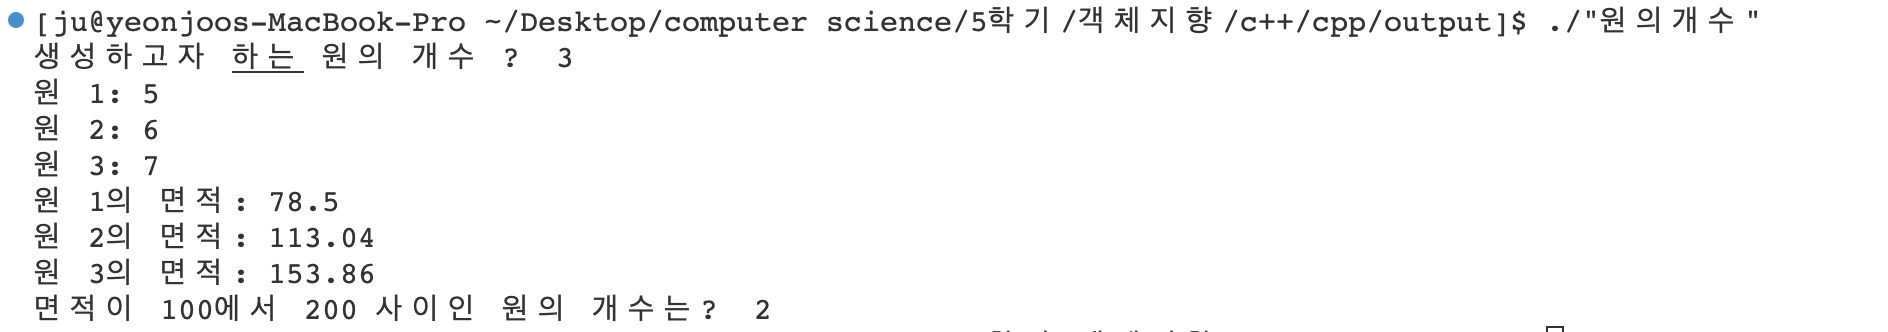 [ju@yeonjoos-MacBook-Pro ~/Desktop/computer science/5학기/객체지향/c++/cpp/output]$ ./"원의개수"
생성하고자 하는 원의 개수 ? 3
원 1: 5
원 2: 6
원 3: 7
원 1의 면적: 78.5
원 2의 면적: 113.04
원 3의 면적: 153.86
면적이 100에서 200 사이인 원의 개수는? 2